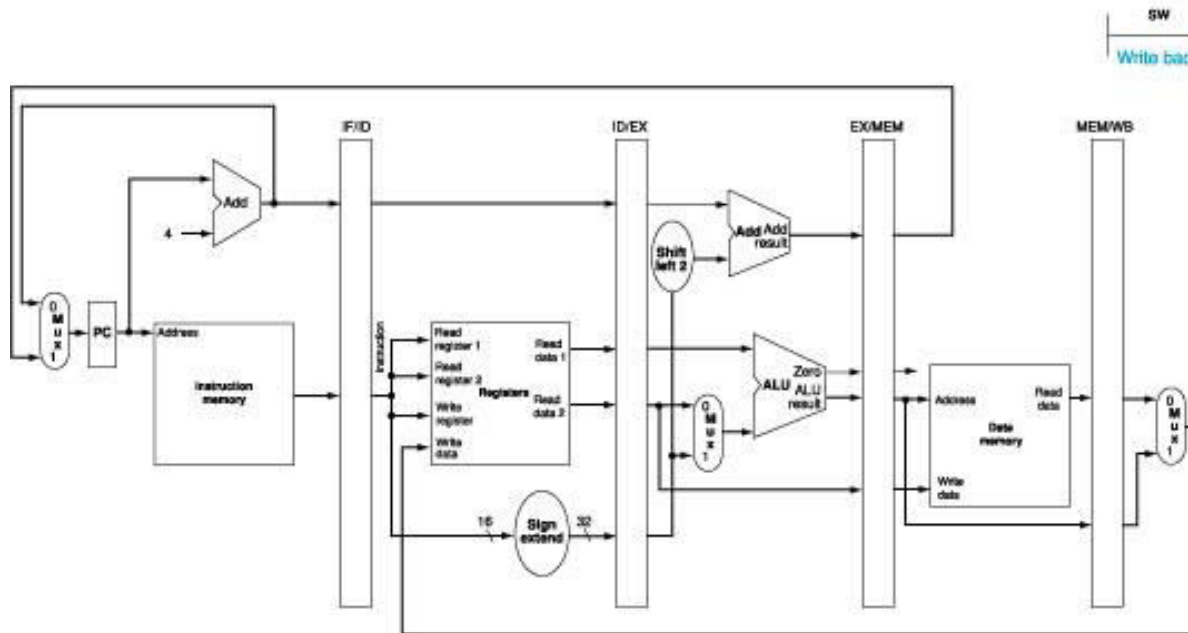 SW
Write bac
IF/ID
ID/EX
EX/MEM
MEM/WB
Add
4
Add Add
result
Shift
left 2
0
M
u
x
1
PC
Address
Instruction
memory
Instruction
Read
register 1
Read
data 1
Read
register 2
Registers
Read
data 2
Write
register
Write
data
0
M
u
x
1
Zero
ALU ALU
result
Address
Read
data
Data
memory
Write
data
0
M
u
x
1
16
Sign
extend
32